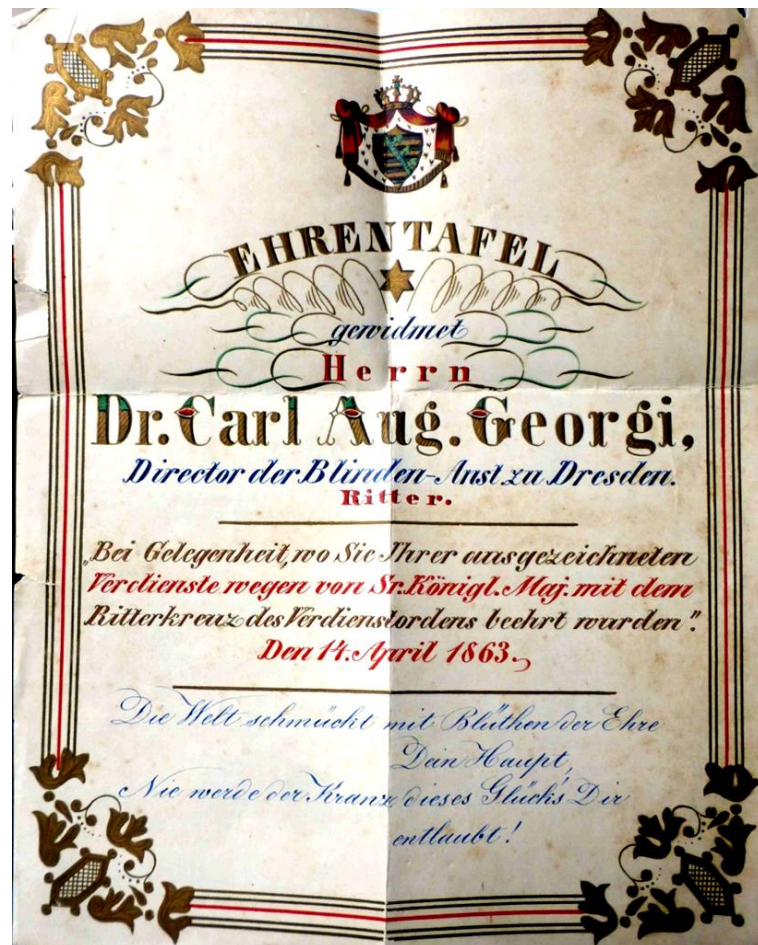 EHRENTAFEL
gewidmet
Herrn
Dr. Carl Aug. Georgi,
Director der Blinden-Anst. zu Dresden.
Ritter.
„Bei Gelegenheit, wo Sie Ihrer ausgezeichneten
Verdienste wegen von Sr. Königl. Maj. mit dem
Ritterkreuz des Verdienstordens beehrt wurden".
Den 14. April 1863.
Die Welt schmückt mit Blüthen der Ehre
Dein Haupt,
Nie werde der Kranz dieses Glück's Dir
entlaubt!